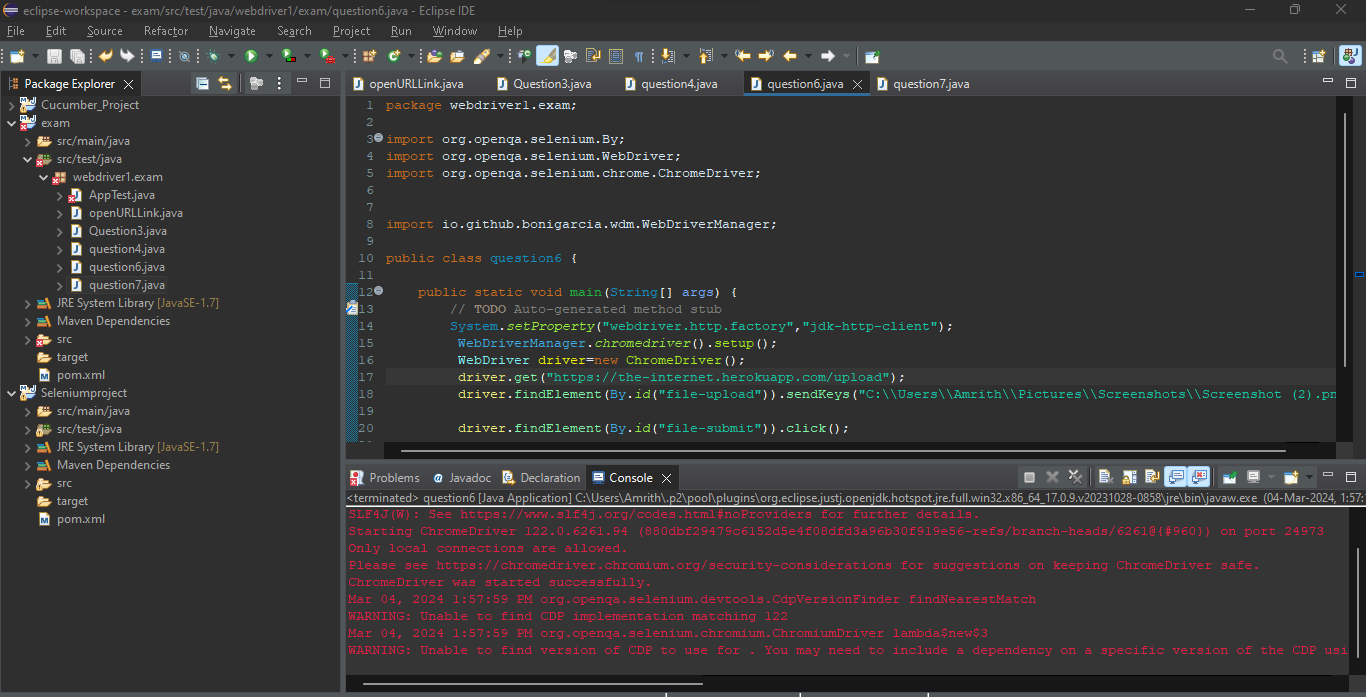 eclipse-workspace - exam/src/test/java/webdriver1/exam/question6.java - Eclipse IDE
File Edit Source Refactor Navigate Search Project Run Window Help
Package Explorer
Cucumber_Project
exam
src/main/java
src/test/java
webdriver1.exam
AppTest.java
openURLLink.java
Question3.java
question4.java
question6.java
question7.java
JRE System Library [JavaSE-1.7]
Maven Dependencies
src
target
pom.xml
Seleniumproject
src/main/java
src/test/java
JRE System Library [JavaSE-1.7]
Maven Dependencies
src
target
pom.xml
openURLLink.java Question3.java question4.java question6.java question7.java
1 package webdriver1.exam;
2
3 import org.openqa.selenium.By;
4 import org.openqa.selenium.WebDriver;
5 import org.openqa.selenium.chrome.ChromeDriver;
6
7
8 import io.github.bonigarcia.wdm.WebDriverManager;
9
10 public class question6 {
11
12 public static void main(String[] args) {
13 // TODO Auto-generated method stub
14 System.setProperty("webdriver.http.factory","jdk-http-client");
15 WebDriverManager.chromedriver().setup();
16 WebDriver driver=new ChromeDriver();
17 driver.get("https://the-internet.herokuapp.com/upload");
18 driver.findElement(By.id("file-upload")).sendKeys("C:\\Users\\Amrith\\Pictures\\Screenshots\\Screenshot (2).pn
19
20 driver.findElement(By.id("file-submit")).click();
Problems Javadoc Declaration Console
<terminated> question6 [Java Application] C:\Users\Amrith\.p2\pool\plugins\org.eclipse.justj.openjdk.hotspot.jre.full.win32.x86_64_17.0.9.v20231028-0858\jre\bin\javaw.exe (04-Mar-2024, 1:57:
SLF4J(W): See https://www.slf4j.org/codes.html#noProviders for further details.
Starting ChromeDriver 122.0.6261.94 (880dbf29479c6152d5e4f08dfd3a96b30f919e56-refs/branch-heads/6261@{#960}) on port 24973
Only local connections are allowed.
Please see https://chromedriver.chromium.org/security-considerations for suggestions on keeping ChromeDriver safe.
ChromeDriver was started successfully.
Mar 04, 2024 1:57:59 PM org.openqa.selenium.devtools.CdpVersionFinder findNearestMatch
WARNING: Unable to find CDP implementation matching 122
Mar 04, 2024 1:57:59 PM org.openqa.selenium.chromium.ChromiumDriver lambda$new$3
WARNING: Unable to find version of CDP to use for . You may need to include a dependency on a specific version of the CDP usi